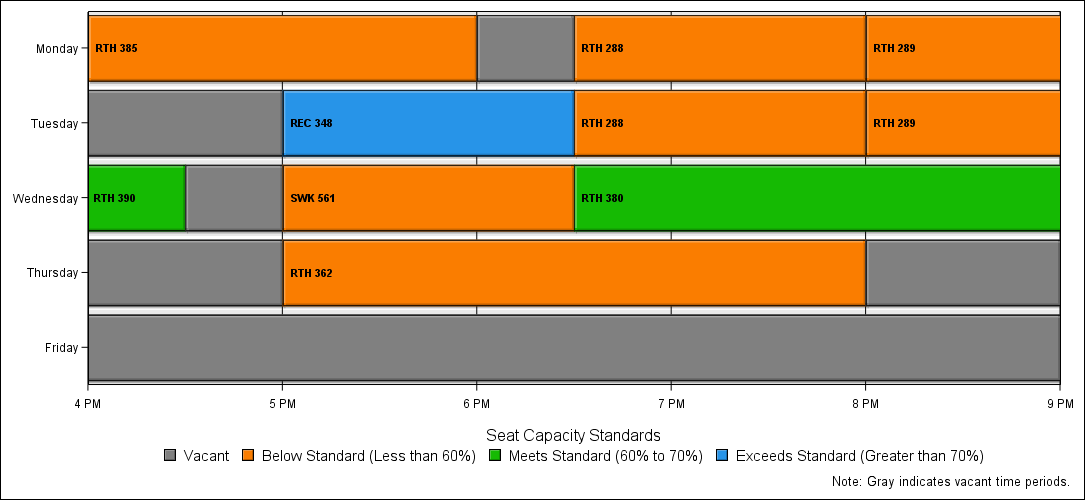 Monday
RTH 385
RTH 288
RTH 289
Tuesday
REC 348
RTH 288
RTH 289
Wednesday
RTH 390
SWK 561
RTH 380
Thursday
RTH 362
Friday
4 PM 5 PM 6 PM 7 PM 8 PM 9 PM
Seat Capacity Standards
Vacant Below Standard (Less than 60%) Meets Standard (60% to 70%) Exceeds Standard (Greater than 70%)
Note: Gray indicates vacant time periods.